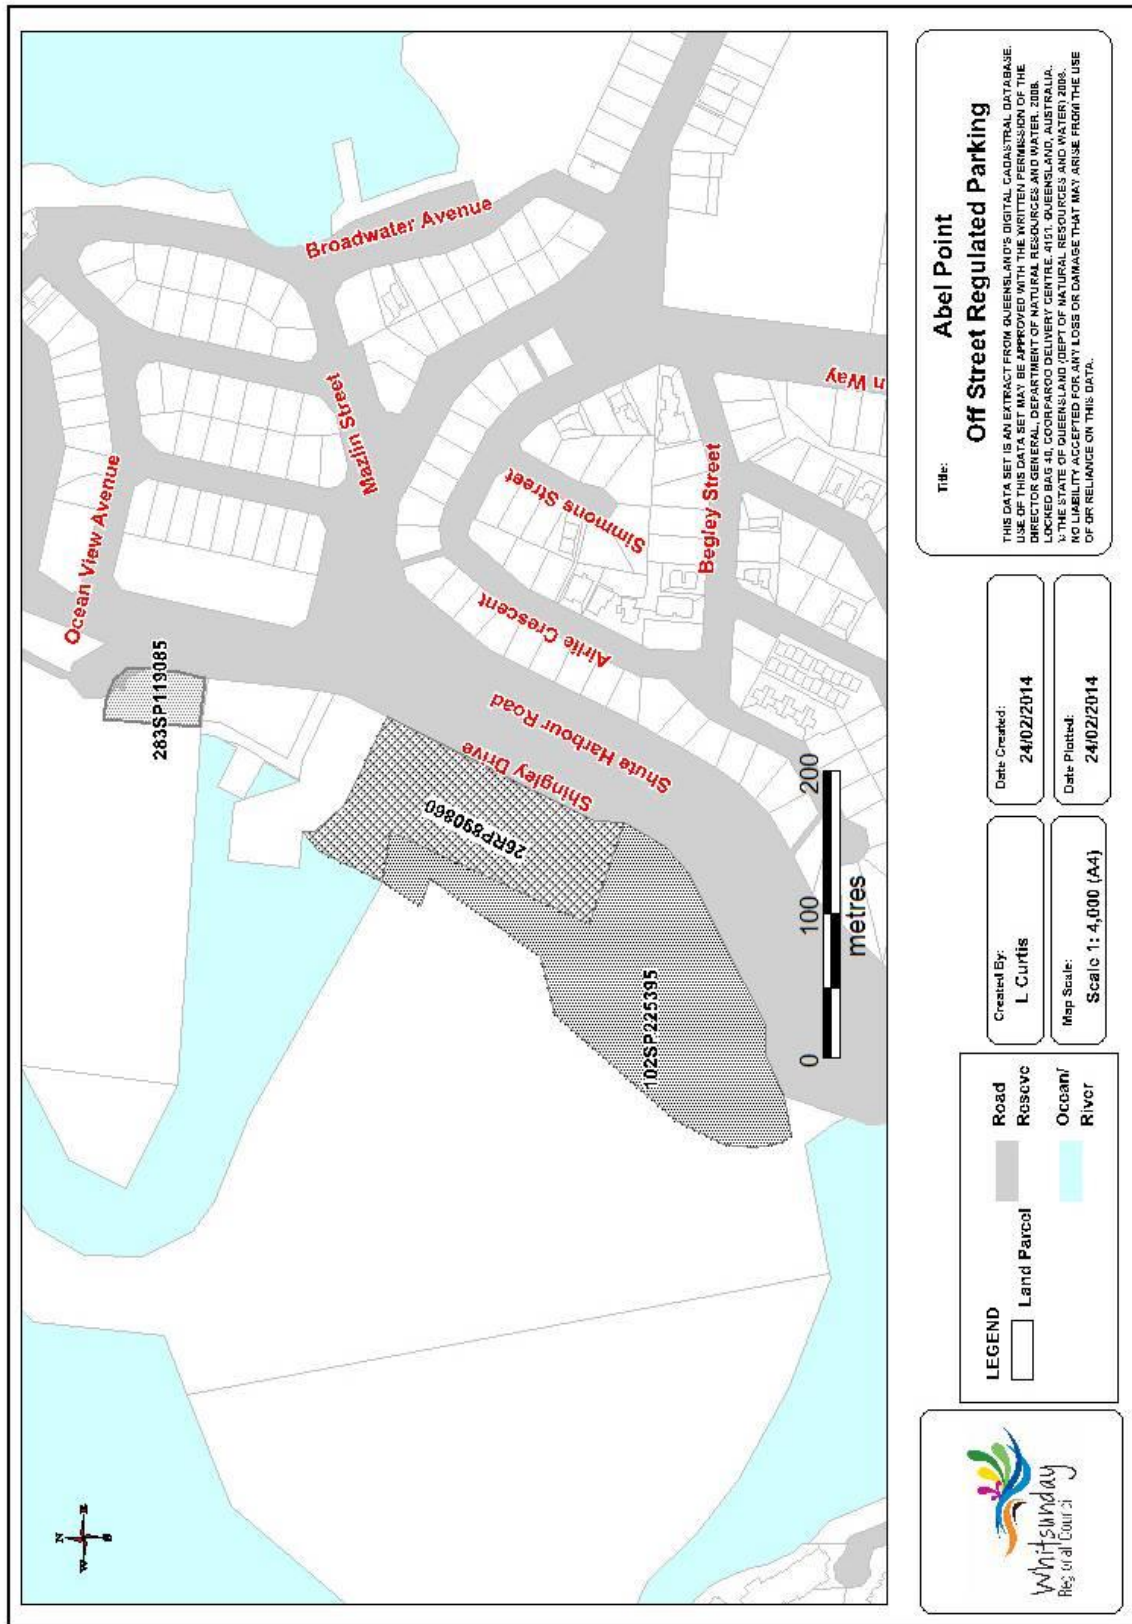 N
W E
S
Ocean View Avenue
Broadwater Avenue
Mazlin Street
283SP119085
Simmons Street
Airlie Crescent
Begley Street
n Way
Shute Harbour Road
Shingley Drive
26RP890860
102SP225395
0 100 200
metres
Whitsunday
Regional Council
LEGEND
Land Parcel
Road
Reseve
Ocean/
River
Created By:
L Curtis
Date Created:
24/02/2014
Map Scale:
Scale 1: 4,000 (A4)
Date Plotted:
24/02/2014
Title:
Abel Point
Off Street Regulated Parking
THIS DATA SET IS AN EXTRACT FROM QUEENSLAND'S DIGITAL CADASTRAL DATABASE.
USE OF THIS DATA SET MAY BE APPROVED WITH THE WRITTEN PERMISSION OF THE
DIRECTOR GENERAL, DEPARTMENT OF NATURAL RESOURCES AND WATER, 2008.
LOCKED BAG 40, COORPAROO DELIVERY CENTRE. 4151. QUEENSLAND, AUSTRALIA.
THE STATE OF QUEENSLAND (DEPT OF NATURAL RESOURCES AND WATER) 2008.
NO LIABILITY ACCEPTED FOR ANY LOSS OR DAMAGE THAT MAY ARISE FROM THE USE
OF OR RELIANCE ON THIS DATA.